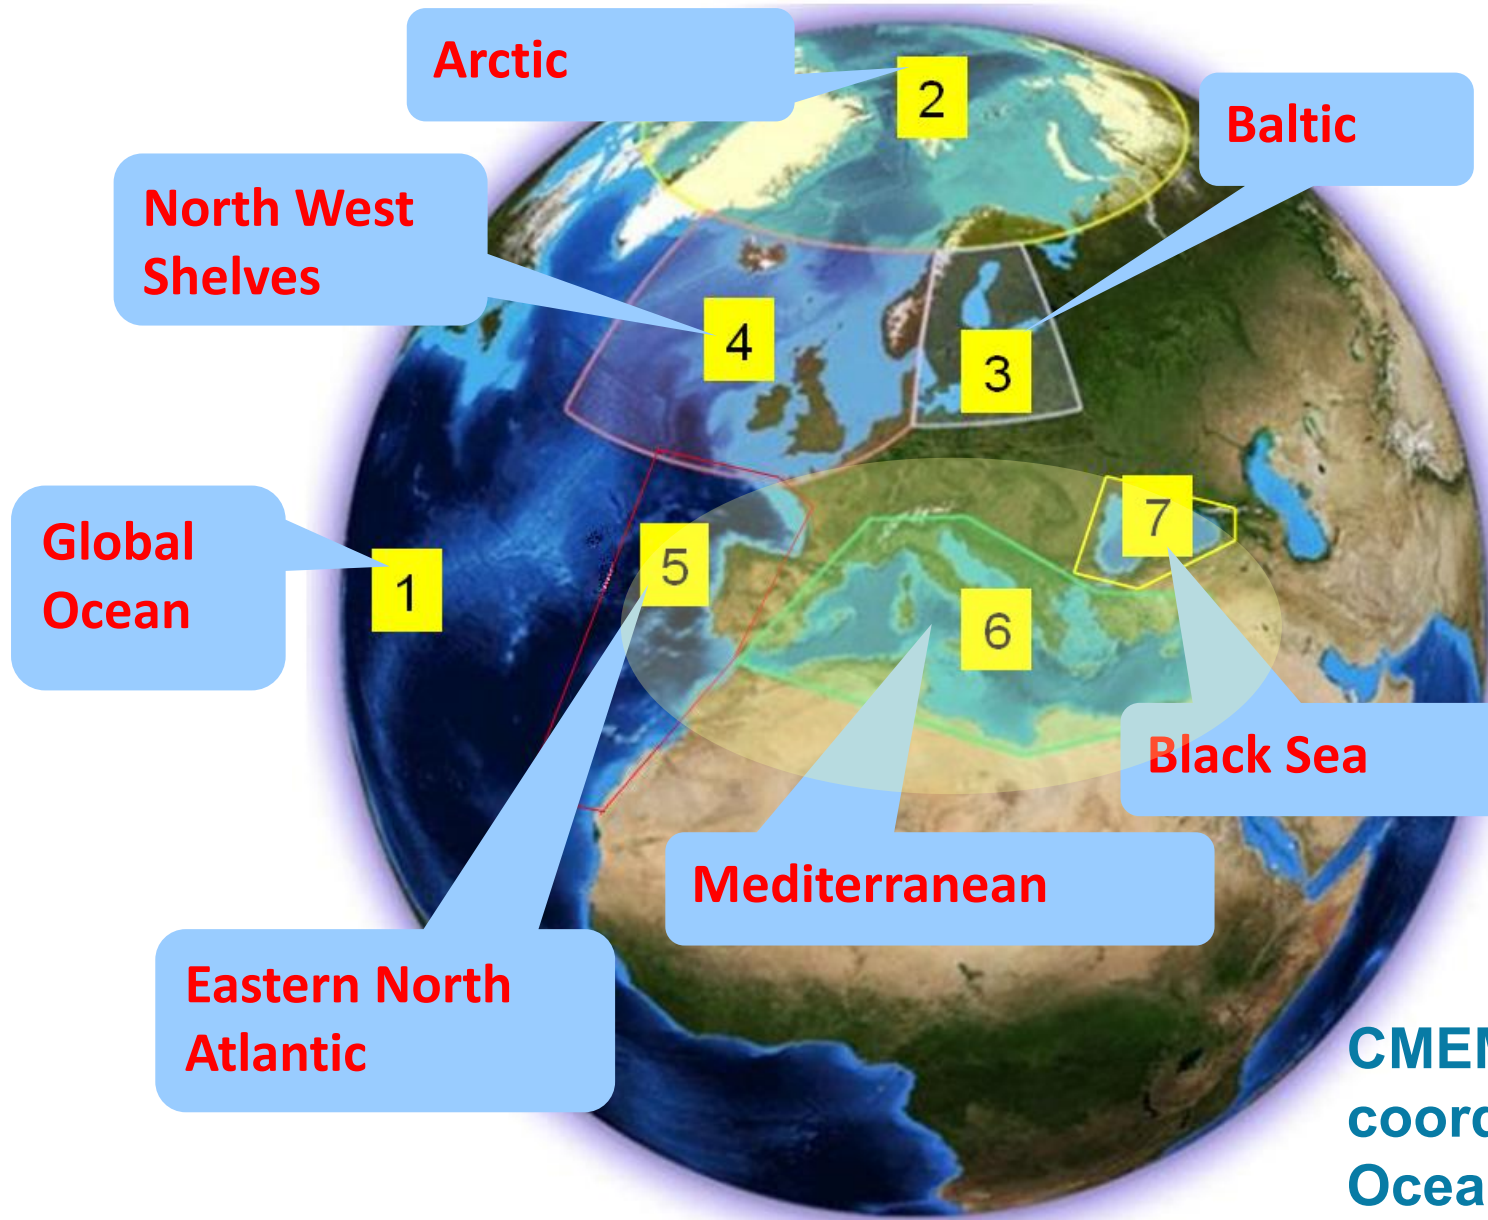 Arctic
2
Baltic
North West
Shelves
4
3
Global
Ocean
1
5
7
6
Black Sea
Mediterranean
Eastern North
Atlantic